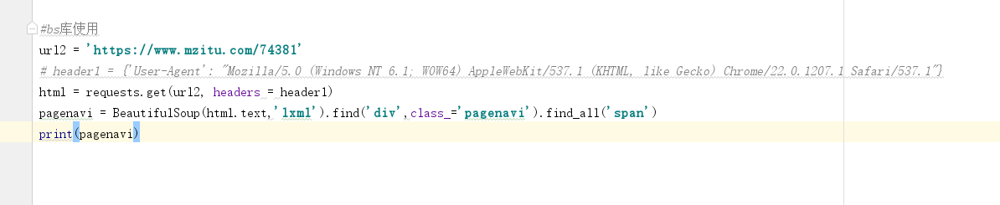 #bs库使用
url2 = 'https://www.mzitu.com/74381'
# header1 = {'User-Agent': "Mozilla/5.0 (Windows NT 6.1; WOW64) AppleWebKit/537.1 (KHTML, like Gecko) Chrome/22.0.1207.1 Safari/537.1"}
html = requests.get(url2, headers = header1)
pagenavi = BeautifulSoup(html.text,'lxml').find('div',class_='pagenavi').find_all('span')
print(pagenavi)